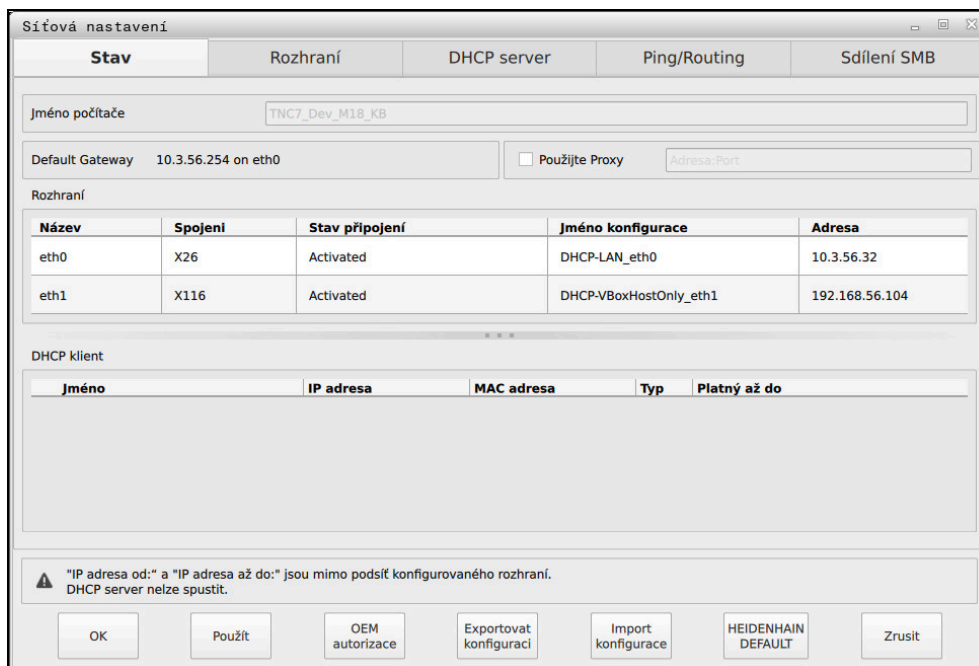 Síťová nastavení
Stav Rozhraní DHCP server Ping/Routing Sdílení SMB
Jméno počítače TNC7_Dev_M18_KB
Default Gateway 10.3.56.254 on eth0 Použijte Proxy Adresa:Port
Rozhraní
Název Spojeni Stav připojení Jméno konfigurace Adresa
eth0 X26 Activated DHCP-LAN_eth0 10.3.56.32
eth1 X116 Activated DHCP-VBoxHostOnly_eth1 192.168.56.104
DHCP klient
Jméno IP adresa MAC adresa Typ Platný až do
"IP adresa od:“ a "IP adresa až do:" jsou mimo podsíť konfigurovaného rozhraní.
DHCP server nelze spustit.
OK Použít OEM autorizace Exportovat konfiguraci Import konfigurace HEIDENHAIN DEFAULT Zrusit